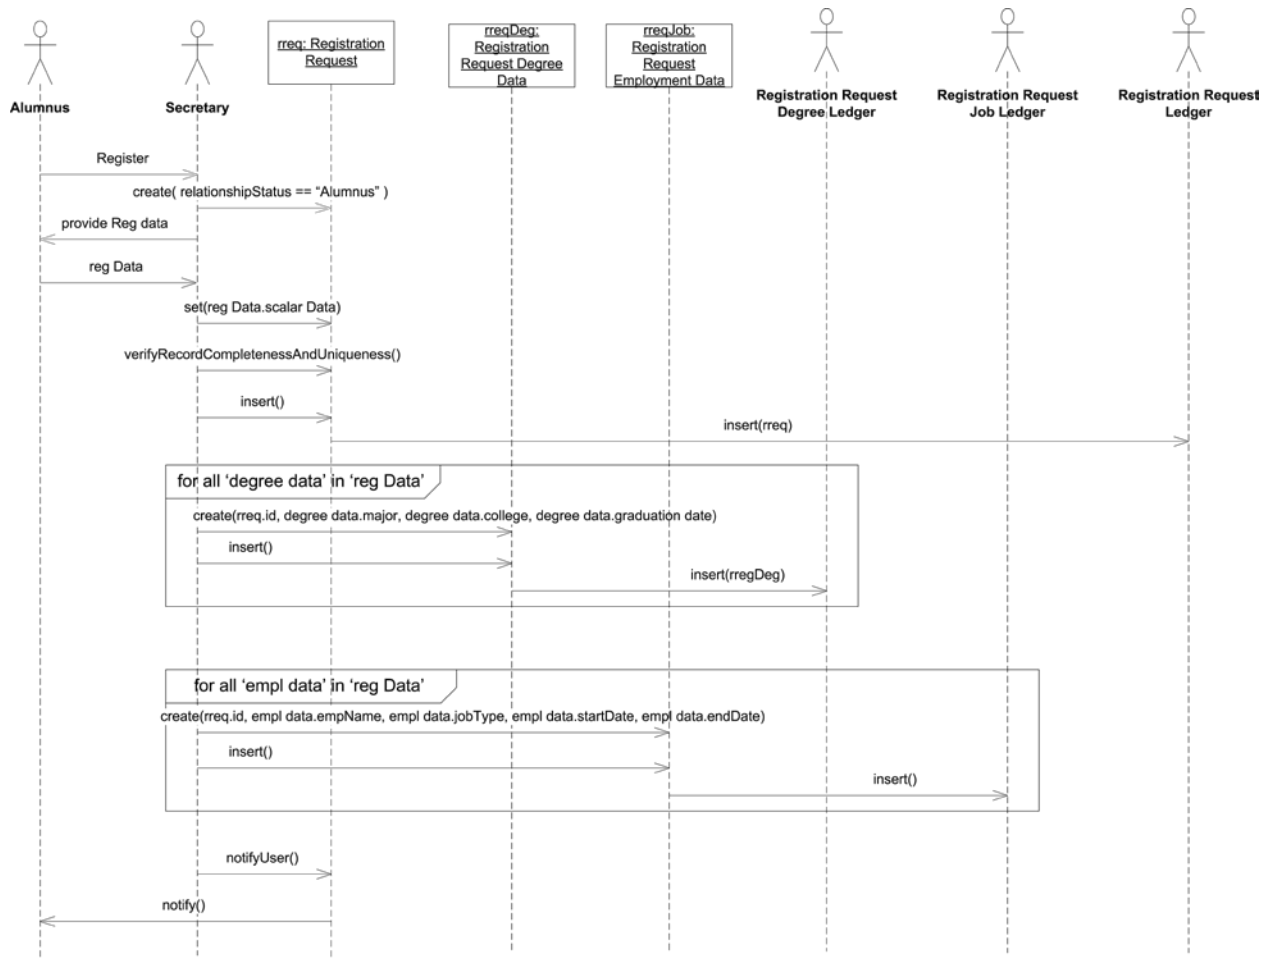 rreq: Registration
Request
rreqDeg:
Registration
Request Degree
Data
rreqJob:
Registration
Request
Employment Data
Alumnus
Secretary
Registration Request
Degree Ledger
Registration Request
Job Ledger
Registration Request
Ledger
Register
create( relationshipStatus == “Alumnus” )
provide Reg data
reg Data
set(reg Data.scalar Data)
verifyRecordCompletenessAndUniqueness()
insert()
insert(rreq)
for all ‘degree data’ in ‘reg Data’
create(rreq.id, degree data.major, degree data.college, degree data.graduation date)
insert()
insert(rregDeg)
for all ‘empl data’ in ‘reg Data’
create(rreq.id, empl data.empName, empl data.jobType, empl data.startDate, empl data.endDate)
insert()
insert()
notifyUser()
notify()